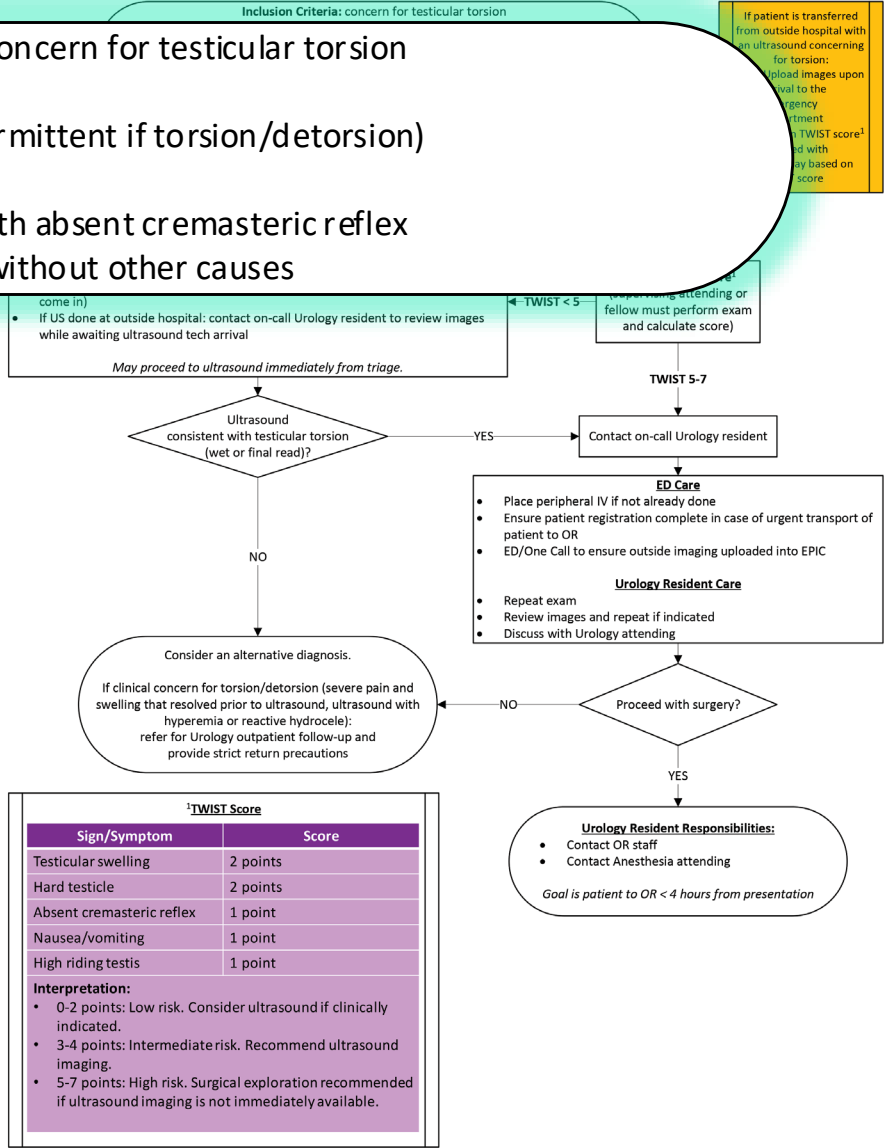 Inclusion Criteria: concern for testicular torsion
oncern for testicular torsion
rmittent if torsion/detorsion)
th absent cremasteric reflex
without other causes
If patient is transferred
from outside hospital with
an ultrasound concerning
for torsion:
Upload images upon
to the
TWIST score1
with
based on
score
come in)
• If US done at outside hospital: contact on-call Urology resident to review images
while awaiting ultrasound tech arrival
May proceed to ultrasound immediately from triage.
TWIST < 5
(supervising attending or
fellow must perform exam
and calculate score)
TWIST 5-7
Ultrasound
consistent with testicular torsion
(wet or final read)?
YES
Contact on-call Urology resident
ED Care
• Place peripheral IV if not already done
• Ensure patient registration complete in case of urgent transport of
patient to OR
• ED/One Call to ensure outside imaging uploaded into EPIC
Urology Resident Care
• Repeat exam
• Review images and repeat if indicated
• Discuss with Urology attending
NO
Consider an alternative diagnosis.
If clinical concern for torsion/detorsion (severe pain and
swelling that resolved prior to ultrasound, ultrasound with
hyperemia or reactive hydrocele):
refer for Urology outpatient follow-up and
provide strict return precautions
NO
Proceed with surgery?
YES
Urology Resident Responsibilities:
• Contact OR staff
• Contact Anesthesia attending
Goal is patient to OR < 4 hours from presentation
1TWIST Score
Sign/Symptom Score
Testicular swelling 2 points
Hard testicle 2 points
Absent cremasteric reflex 1 point
Nausea/vomiting 1 point
High riding testis 1 point
Interpretation:
• 0-2 points: Low risk. Consider ultrasound if clinically
indicated.
• 3-4 points: Intermediate risk. Recommend ultrasound
imaging.
• 5-7 points: High risk. Surgical exploration recommended
if ultrasound imaging is not immediately available.